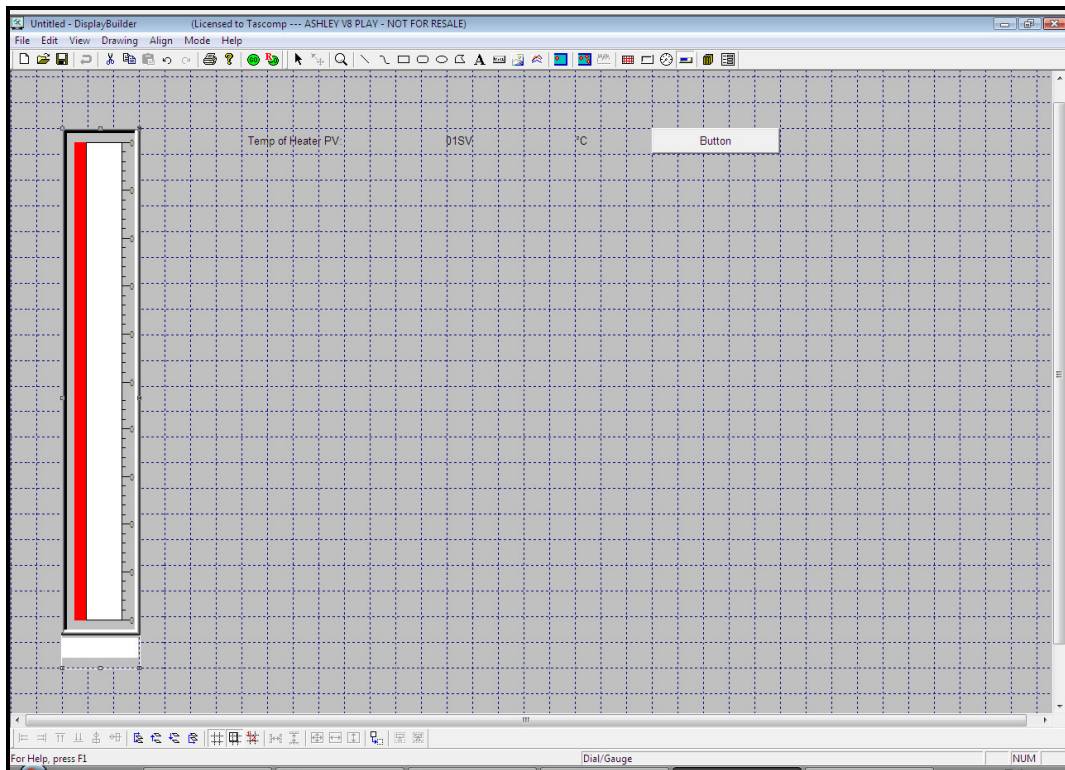 Untitled - DisplayBuilder (Licensed to Tascomp --- ASHLEY V8 PLAY - NOT FOR RESALE)
File Edit View Drawing Align Mode Help
Temp of Heater PV: 01SV °C Button
For Help, press F1 Dial/Gauge NUM